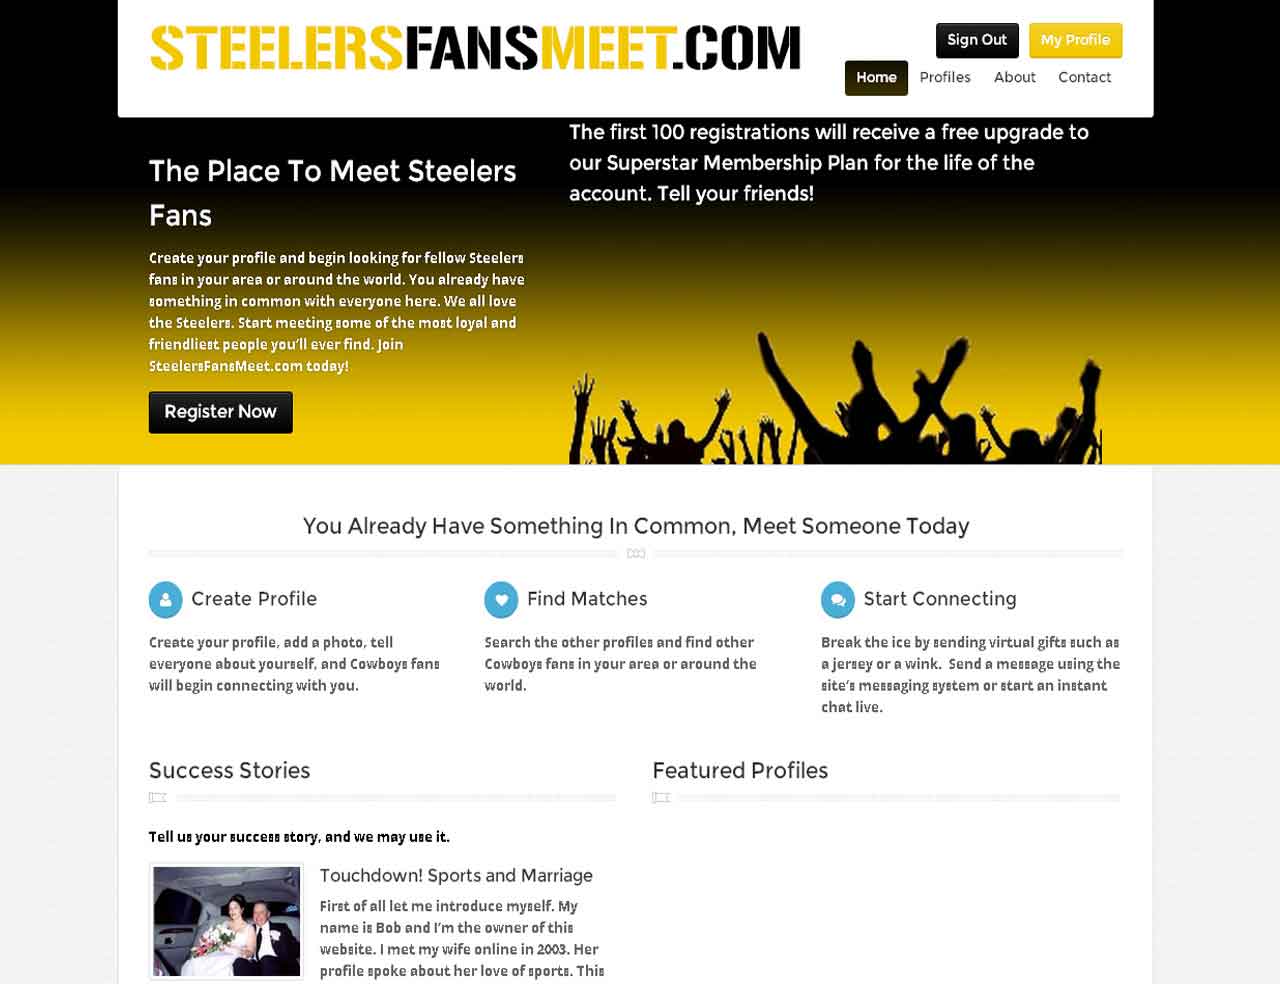 STEELERSFANSMEET.COM
Sign Out
My Profile
Home
Profiles
About
Contact
The Place To Meet Steelers
Fans
Create your profile and begin looking for fellow Steelers
fans in your area or around the world. You already have
something in common with everyone here. We all love
the Steelers. Start meeting some of the most loyal and
friendliest people you'll ever find. Join
SteelersFansMeet.com today!
Register Now
The first 100 registrations will receive a free upgrade to
our Superstar Membership Plan for the life of the
account. Tell your friends!
You Already Have Something In Common, Meet Someone Today
Create Profile
Create your profile, add a photo, tell
everyone about yourself, and Cowboys fans
will begin connecting with you.
Find Matches
Search the other profiles and find other
Cowboys fans in your area or around the
world.
Start Connecting
Break the ice by sending virtual gifts such as
a jersey or a wink.  Send a message using the
site's messaging system or start an instant
chat live.
Success Stories
Tell us your success story, and we may use it.
Touchdown! Sports and Marriage
First of all let me introduce myself. My
name is Bob and I'm the owner of this
website. I met my wife online in 2003. Her
profile spoke about her love of sports. This
Featured Profiles